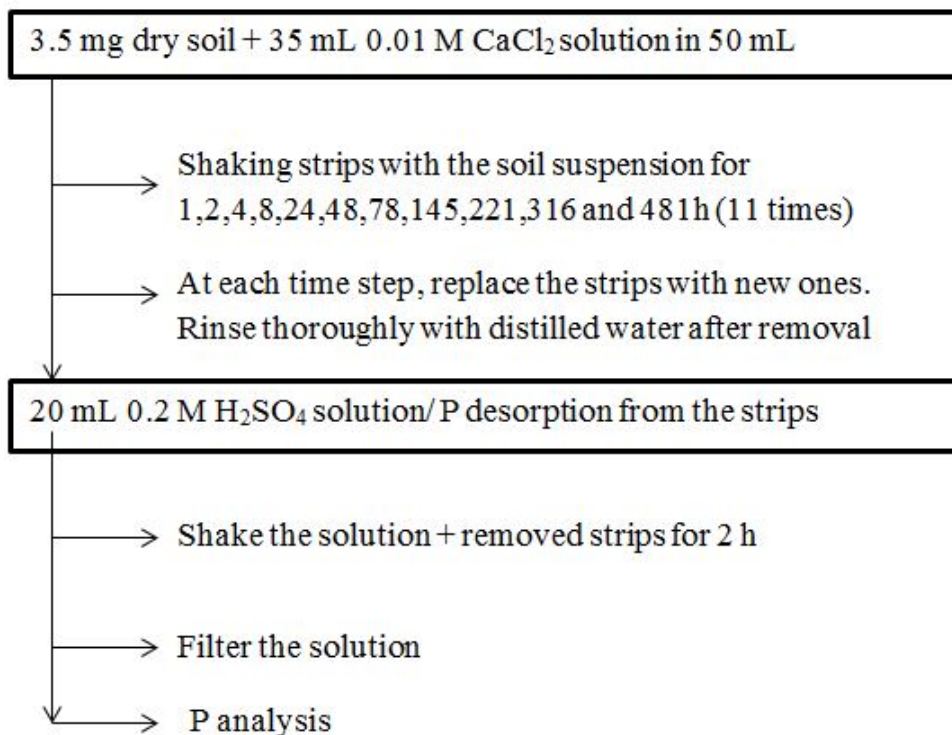 3.5 mg dry soil + 35 mL 0.01 M CaCl₂ solution in 50 mL
Shaking strips with the soil suspension for
1,2,4,8,24,48,78,145,221,316 and 481h (11 times)
At each time step, replace the strips with new ones.
Rinse thoroughly with distilled water after removal
20 mL 0.2 M H₂SO₄ solution/ P desorption from the strips
Shake the solution + removed strips for 2 h
Filter the solution
P analysis